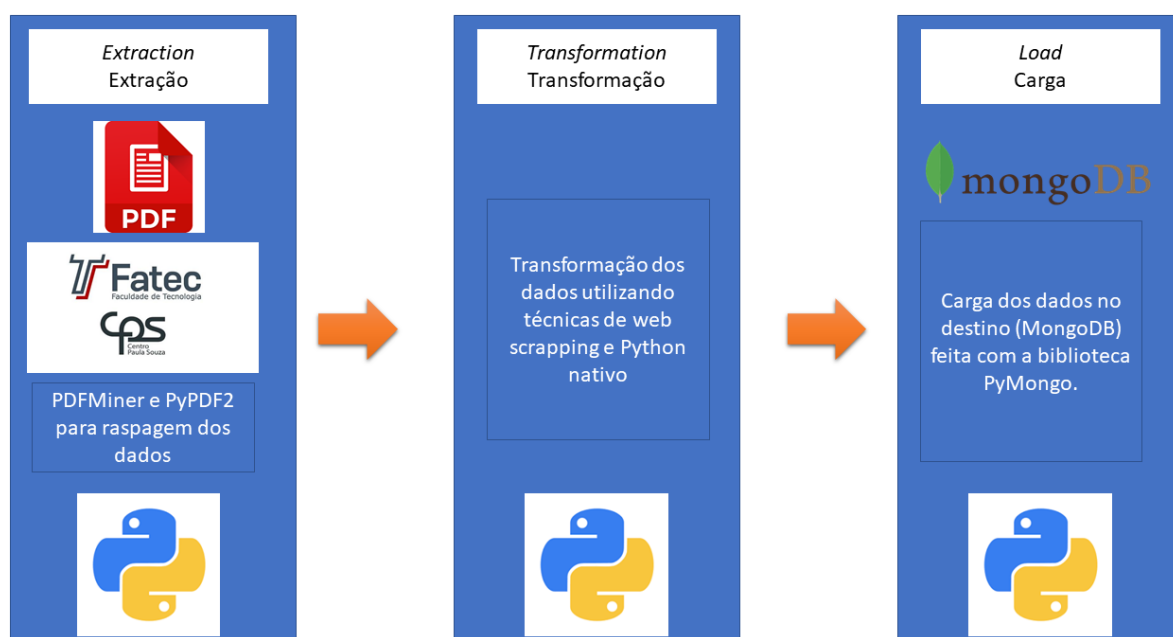 Extraction
Extração
PDF
Fatec
Faculdade de Tecnologia
CPS
Centro
Paula Souza
PDFMiner e PyPDF2
para raspagem dos
dados
Transformation
Transformação
Transformação dos
dados utilizando
técnicas de web
scrapping e Python
nativo
Load
Carga
mongoDB
Carga dos dados no
destino (MongoDB)
feita com a biblioteca
PyMongo.